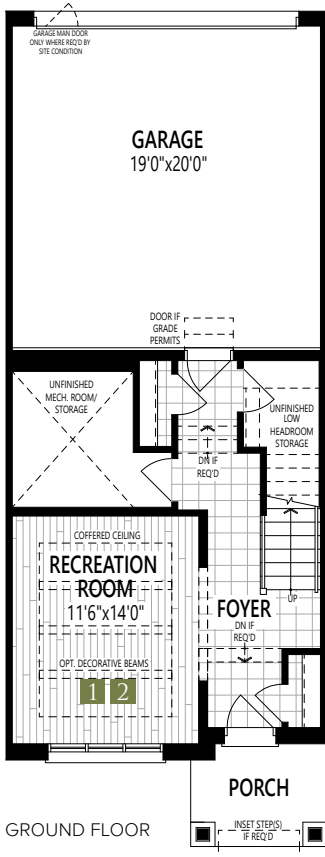 GARAGE MAN DOOR
ONLY WHERE REQ'D BY
SITE CONDITION
GARAGE
19'0"x20'0"
DOOR IF
GRADE
PERMITS
UNFINISHED
MECH. ROOM/
STORAGE
UNFINISHED
LOW
HEADROOM
STORAGE
DN IF
REQ'D
COFFERED CEILING
RECREATION
ROOM
11'6"x14'0"
UP
FOYER
DN IF
REQ'D
OPT. DECORATIVE BEAMS
1 2
PORCH
GROUND FLOOR
INSET STEP(S)
IF REQ'D